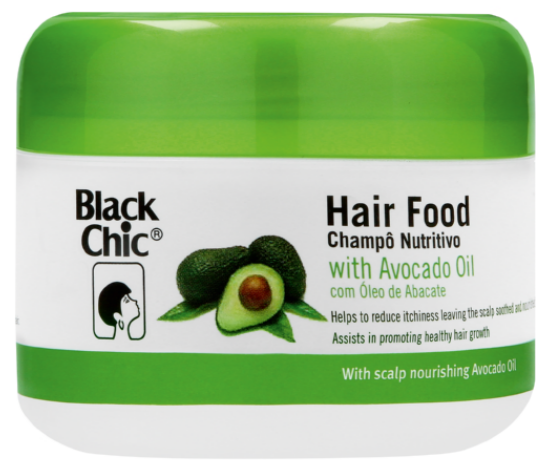 Black
Chic®
Hair Food
Champô Nutritivo
with Avocado Oil
com Óleo de Abacate
Helps to reduce itchiness leaving the scalp soothed and
Assists in promoting healthy hair growth
With scalp nourishing Avocado Oil